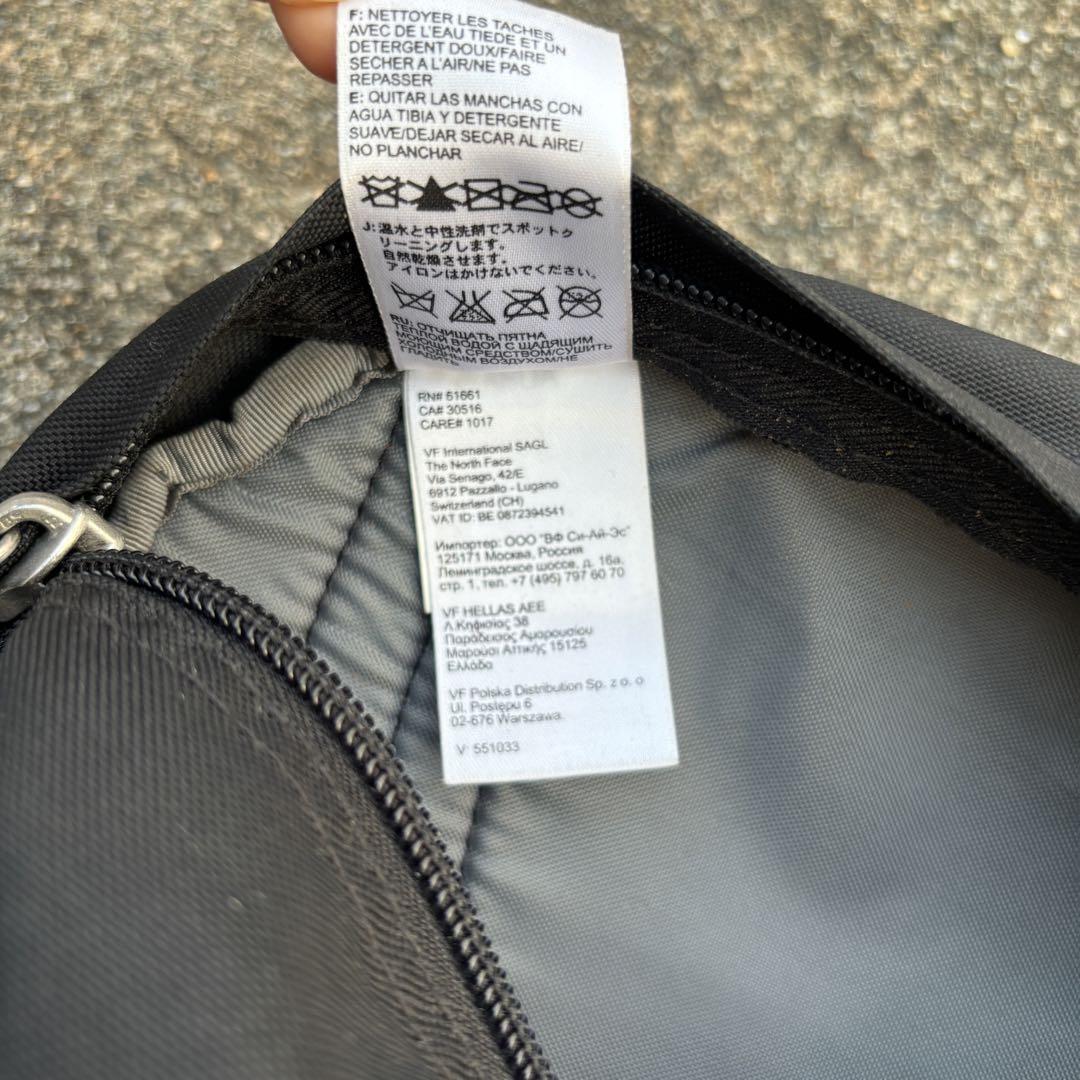 F: NETTOYER LES TACHES
AVEC DE L'EAU TIEDE ET UN
DETERGENT DOUX/FAIRE
SECHER A L'AIR/NE PAS
REPASSER
E: QUITAR LAS MANCHAS CON
AGUA TIBIA Y DETERGENTE
SUAVE/DEJAR SECAR AL AIRE/
NO PLANCHAR
J: 温水と中性洗剤でスポットク
リーニングします。
自然乾燥させます。
アイロンはかけないでください。
RU: ОТЧИЩАТЬ ПЯТНА
ТЕПЛОЙ ВОДОЙ С ЩАДЯЩИМ
МОЮЩИМ СРЕДСТВОМ/СУШИТЬ
ХОЛОДНЫМ ВОЗДУХОМ/НЕ
ГЛАДИТЬ
RN# 61661
CA# 30516
CARE# 1017
VF International SAGL
The North Face
Via Senago, 42/E
6912 Pazzallo - Lugano
Switzerland (CH)
VAT ID: BE 0872394541
Импортер: ООО "ВФ Си-Ай-Эс"
125171 Москва, Россия
Ленинградское шоссе, д. 16а,
стр. 1, тел. +7 (495) 797 60 70
VF HELLAS AEE
Λ.Κηφισίας 38
Παράδεισος Αμαρουσίου
Μαρούσι Αττικής 15125
Ελλάδα
VF Polska Distribution Sp. z o. o
Ul. Postępu 6
02-676 Warszawa.
V: 551033